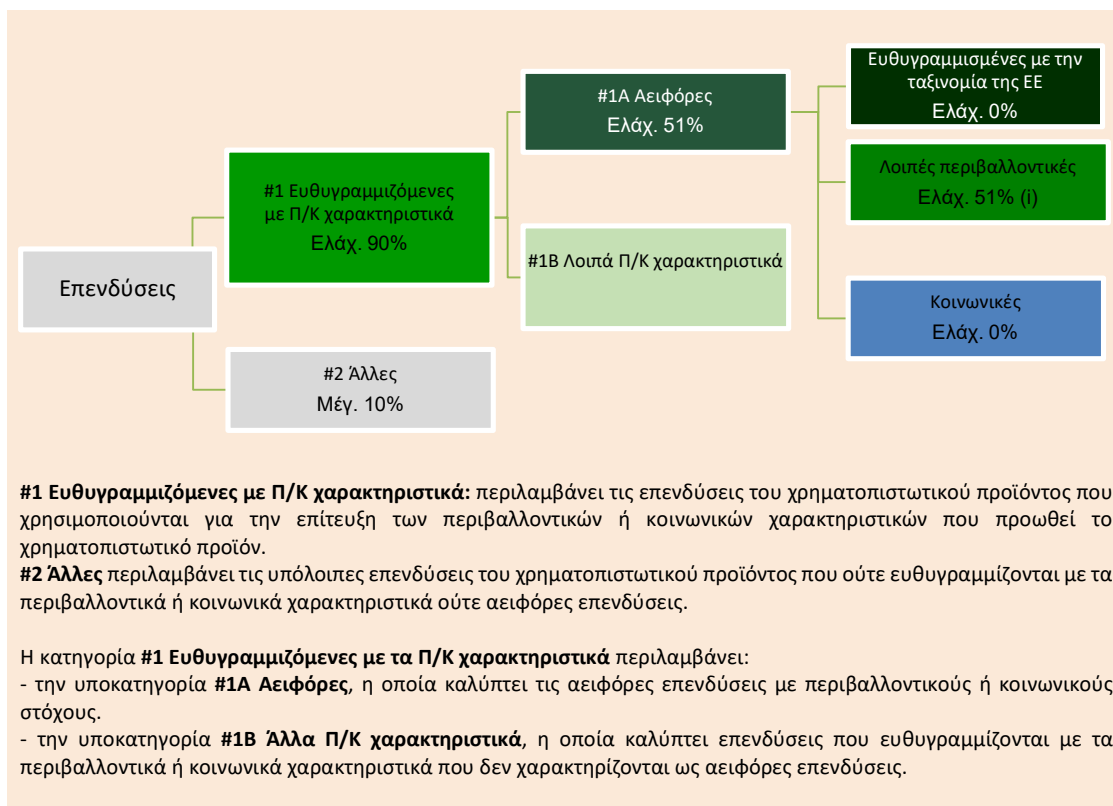 Επενδύσεις
#1 Ευθυγραμμιζόμενες
με Π/Κ χαρακτηριστικά
Ελάχ. 90%
#2 Άλλες
Μέγ. 10%
#1A Αειφόρες
Ελάχ. 51%
#1B Λοιπά Π/Κ χαρακτηριστικά
Ευθυγραμμισμένες με την
ταξινομία της ΕΕ
Ελάχ. 0%
Λοιπές περιβαλλοντικές
Ελάχ. 51% (i)
Κοινωνικές
Ελάχ. 0%
#1 Ευθυγραμμιζόμενες με Π/Κ χαρακτηριστικά: περιλαμβάνει τις επενδύσεις του χρηματοπιστωτικού προϊόντος που
χρησιμοποιούνται για την επίτευξη των περιβαλλοντικών ή κοινωνικών χαρακτηριστικών που προωθεί το
χρηματοπιστωτικό προϊόν.
#2 Άλλες περιλαμβάνει τις υπόλοιπες επενδύσεις του χρηματοπιστωτικού προϊόντος που ούτε ευθυγραμμίζονται με τα
περιβαλλοντικά ή κοινωνικά χαρακτηριστικά ούτε αειφόρες επενδύσεις.
Η κατηγορία #1 Ευθυγραμμιζόμενες με τα Π/Κ χαρακτηριστικά περιλαμβάνει:
- την υποκατηγορία #1A Αειφόρες, η οποία καλύπτει τις αειφόρες επενδύσεις με περιβαλλοντικούς ή κοινωνικούς
στόχους.
- την υποκατηγορία #1B Άλλα Π/Κ χαρακτηριστικά, η οποία καλύπτει επενδύσεις που ευθυγραμμίζονται με τα
περιβαλλοντικά ή κοινωνικά χαρακτηριστικά που δεν χαρακτηρίζονται ως αειφόρες επενδύσεις.